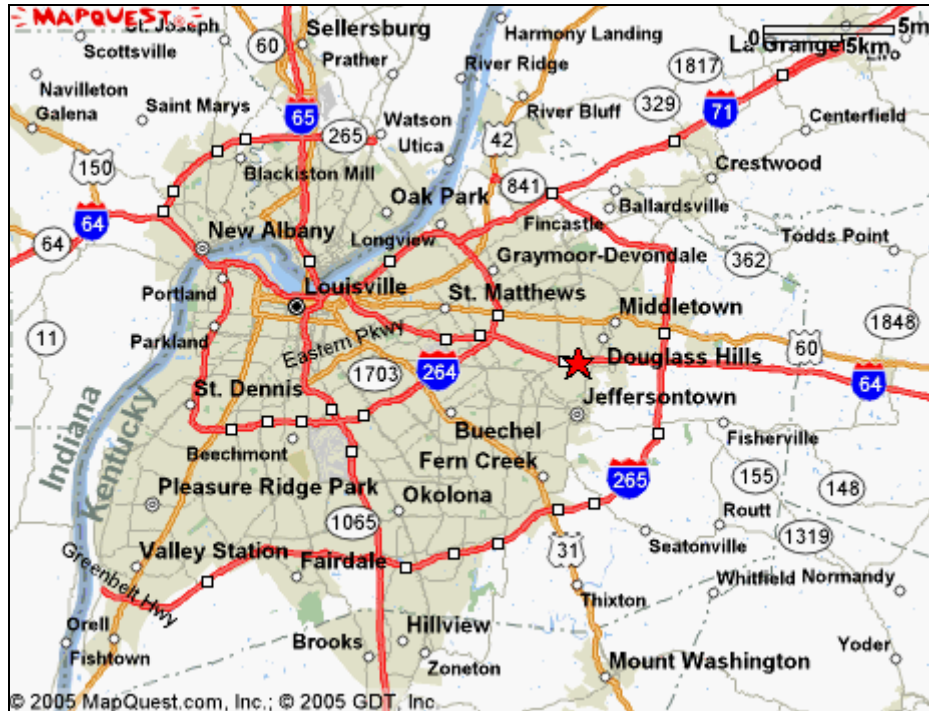 MAPQUEST
St. Joseph
Scottsville
60
Sellersburg
Prather
Harmony Landing
River Ridge
0
5m
5km
La Grange
1817
329
71
Centerfield
Navilleton
Galena
Saint Marys
65
265
Watson
Utica
42
River Bluff
150
Blackiston Mill
Crestwood
64
841
Oak Park
Ballardsville
Fincastle
64
New Albany
Longview
Graymoor-Devondale
Todds Point
362
Portland
Louisville
St. Matthews
Middletown
11
Parkland
Eastern Pkwy
1848
60
1703
264
Douglass Hills
64
St. Dennis
Jeffersontown
Indiana
Kentucky
Beechmont
Buechel
Fisherville
Fern Creek
265
155
148
Pleasure Ridge Park
Okolona
1065
Routt
1319
Seatonville
Valley Station
Fairdale
31
Greenbelt Hwy
Thixton
Whitfield
Normandy
Orell
Fishtown
Brooks
Hillview
Zoneton
Mount Washington
Yoder
© 2005 MapQuest.com, Inc.; © 2005 GDT, Inc